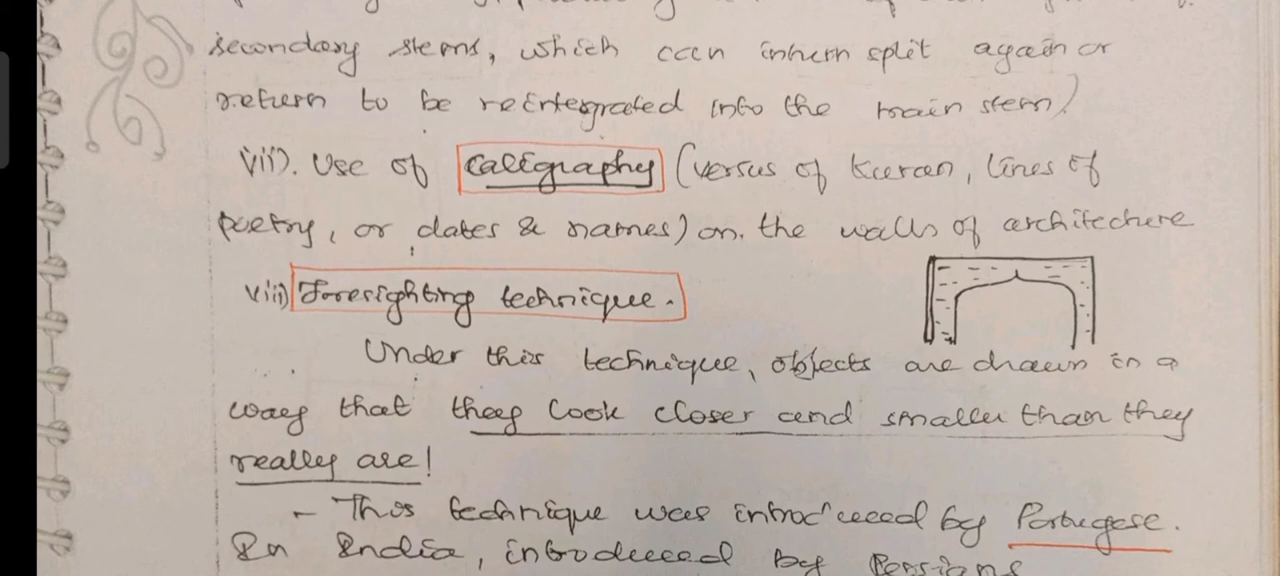 secondary stems, which can inturn split again or
return to be reintegrated into the main stem)
vii). Use of Caligraphy (versus of Kuran, lines of
poetry, or dates & names) on the walls of architecture
viii) Foresighting technique.
Under this technique, objects are drawn in a
way that they look closer and smaller than they
really are!
- This technique was introduced by Portugese.
In India, introduced by Persians